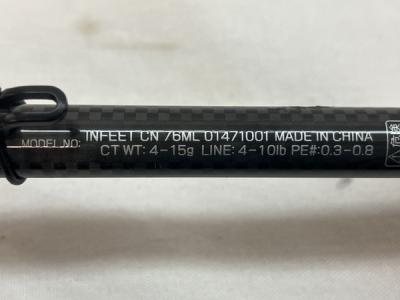 MODEL NO: INFEET CN 76ML 01471001 MADE IN CHINA
CT WT: 4-15g LINE: 4-10lb PE#:0.3-0.8